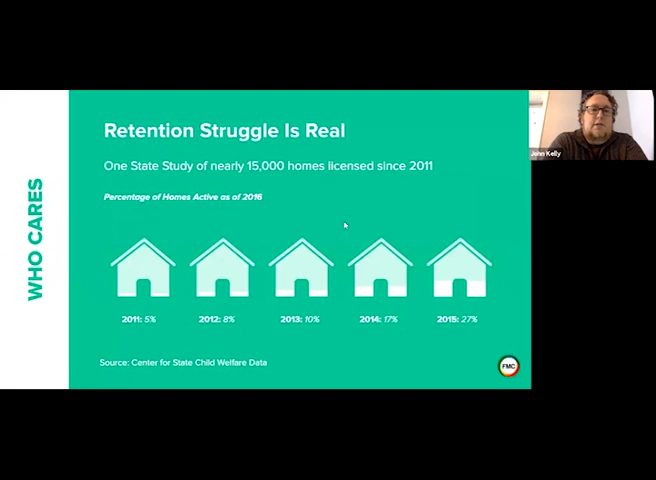 WHO CARES
Retention Struggle Is Real
One State Study of nearly 15,000 homes licensed since 2011
Percentage of Homes Active as of 2016
2011: 5% 2012: 8% 2013: 10% 2014: 17% 2015: 27%
Source: Center for State Child Welfare Data
FMC
John Kelly